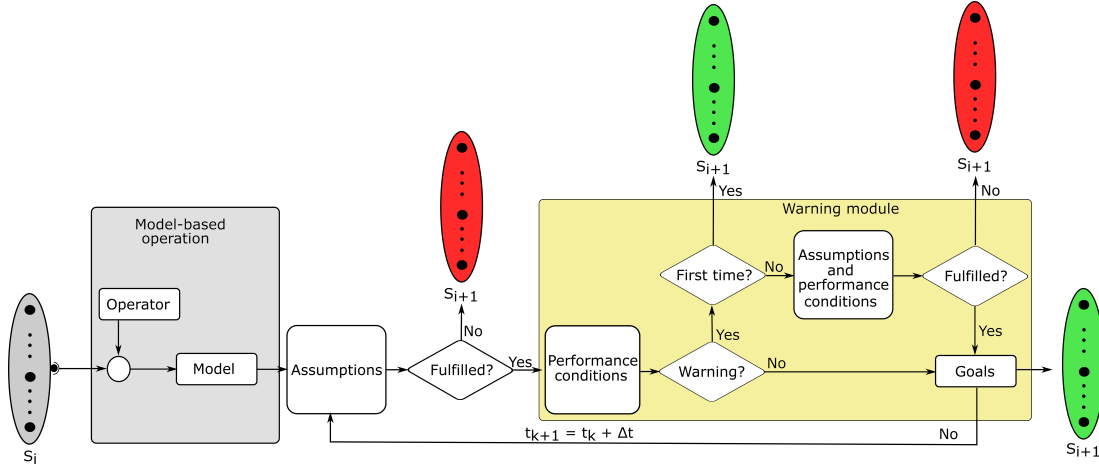 Model-based
operation
Operator
Model
S_i
Assumptions
Fulfilled?
No
S_{i+1}
Yes
Warning module
Performance
conditions
Warning?
Yes
No
First time?
Yes
S_{i+1}
No
Assumptions
and
performance
conditions
Fulfilled?
No
S_{i+1}
Yes
Goals
S_{i+1}
No
t_{k+1} = t_k + Δt